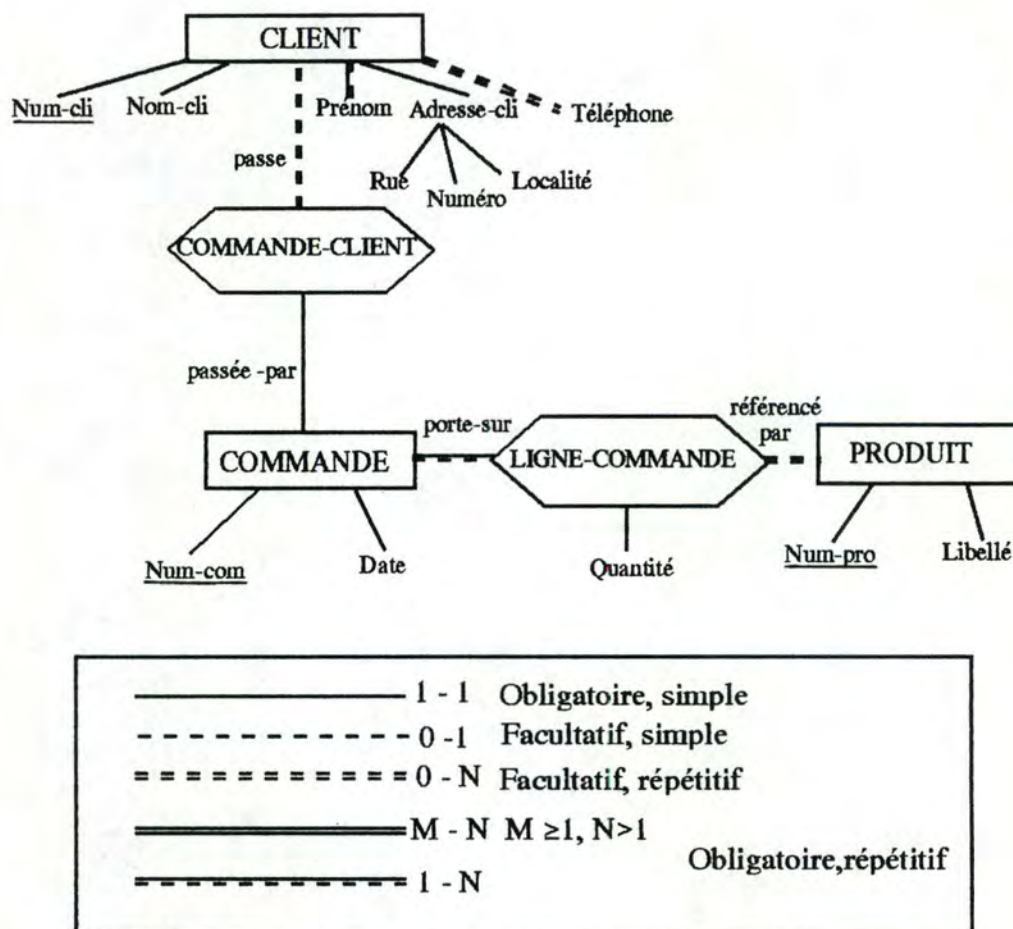 CLIENT
Num-cli Nom-cli Prénom Adresse-cli Téléphone
passe
Rue Numéro Localité
COMMANDE-CLIENT
passée -par
COMMANDE porte-sur LIGNE-COMMANDE référencé par PRODUIT
Num-com Date Quantité Num-pro Libellé
1 - 1 Obligatoire, simple
0 -1 Facultatif, simple
0 - N Facultatif, répétitif
M - N M ≥1, N>1
Obligatoire,répétitif
1 - N